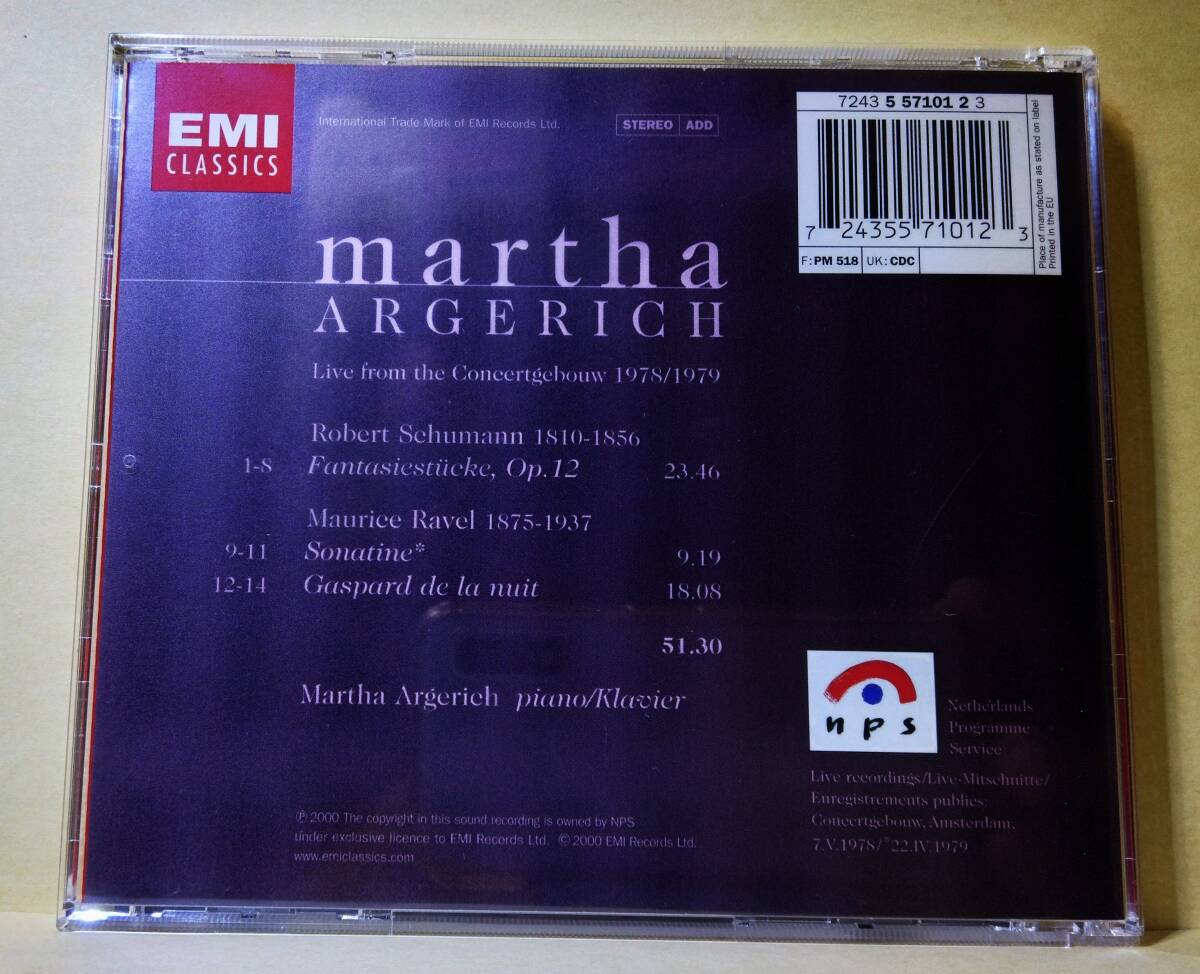 EMI
CLASSICS
International Trade Mark of EMI Records Ltd.
STEREO ADD
7243 5 57101 2 3
7 24355 71012 3
F: PM 518 UK: CDC
Place of manufacture as stated on label
Printed in the EU
martha
ARGERICH
Live from the Concertgebouw 1978/1979
Robert Schumann 1810-1856
1-8 Fantasiestücke, Op.12 23.46
Maurice Ravel 1875-1937
9-11 Sonatine* 9.19
12-14 Gaspard de la nuit 18.08
51.30
Martha Argerich piano/Klavier
nps
Netherlands
Programme
Service
Live recordings/Live-Mitschnitte/
Enregistrements publics:
Concertgebouw, Amsterdam,
7.V.1978/*22.IV.1979
℗ 2000 The copyright in this sound recording is owned by NPS
under exclusive licence to EMI Records Ltd. © 2000 EMI Records Ltd.
www.emiclassics.com